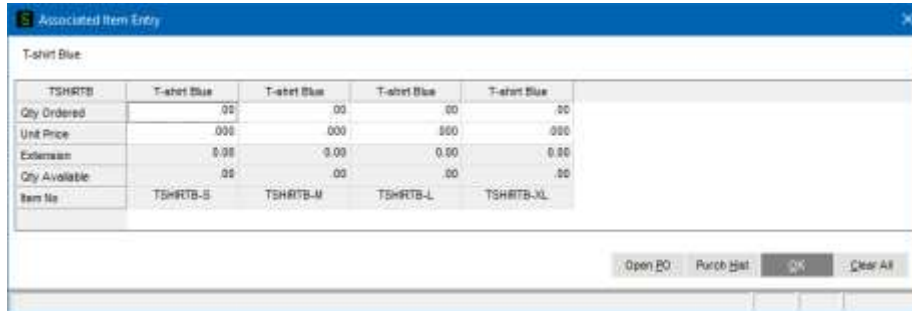 S Associated Item Entry
T-shirt Blue
TSHIRTB T-shirt Blue T-shirt Blue T-shirt Blue T-shirt Blue
Qty Ordered .00 .00 .00 .00
Unit Price .000 .000 .000 .000
Extension 0.00 0.00 0.00 0.00
Qty Available .00 .00 .00 .00
Item No TSHIRTB-S TSHIRTB-M TSHIRTB-L TSHIRTB-XL
Open PO Purch Hist OK Clear All